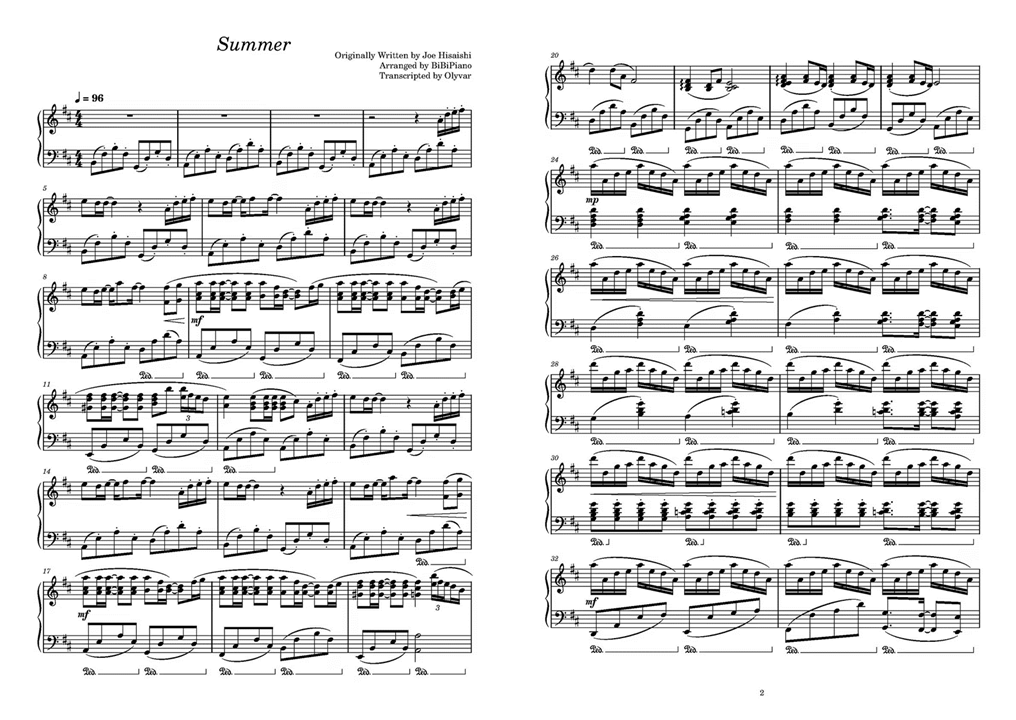 Summer
Originally Written by Joe Hisaishi
Arranged by BiBiPiano
Transcribed by Olyvar
♩ = 96
5
8
mf
11
3
14
17
mf
3
20
24
mp
26
28
30
32
mf
2